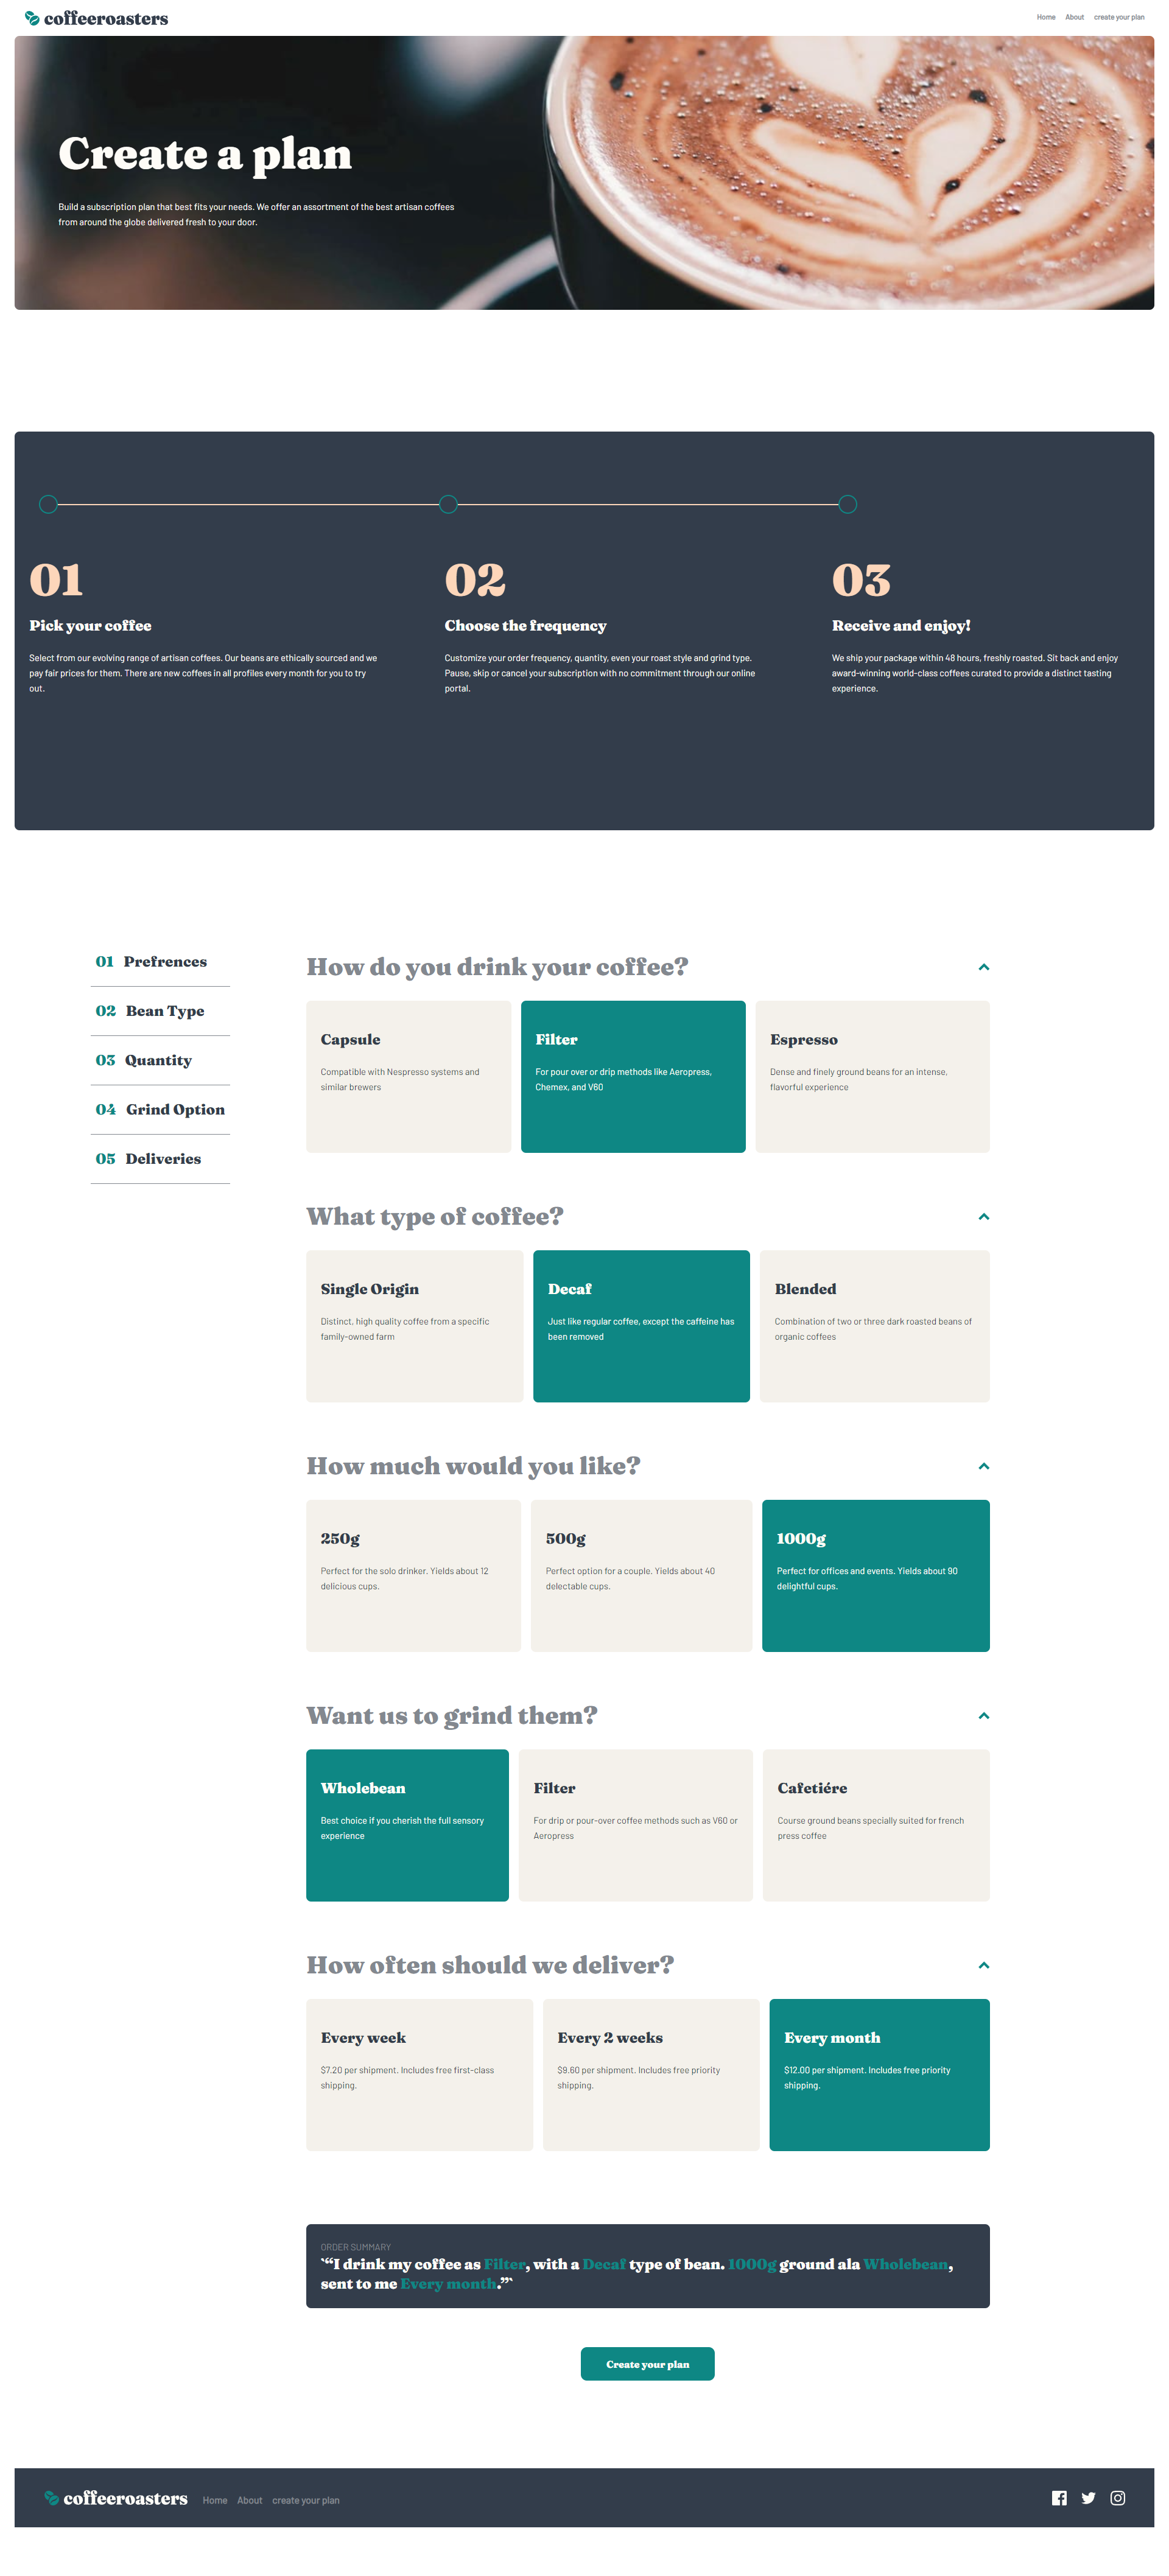 coffeeroasters
Home About create your plan
Create a plan
Build a subscription plan that best fits your needs. We offer an assortment of the best artisan coffees
from around the globe delivered fresh to your door.
01
Pick your coffee
Select from our evolving range of artisan coffees. Our beans are ethically sourced and we
pay fair prices for them. There are new coffees in all profiles every month for you to try
out.
02
Choose the frequency
Customize your order frequency, quantity, even your roast style and grind type.
Pause, skip or cancel your subscription with no commitment through our online
portal.
03
Receive and enjoy!
We ship your package within 48 hours, freshly roasted. Sit back and enjoy
award-winning world-class coffees curated to provide a distinct tasting
experience.
01 Prefrences
02 Bean Type
03 Quantity
04 Grind Option
05 Deliveries
How do you drink your coffee?
Capsule
Compatible with Nespresso systems and
similar brewers
Filter
For pour over or drip methods like Aeropress,
Chemex, and V60
Espresso
Dense and finely ground beans for an intense,
flavorful experience
What type of coffee?
Single Origin
Distinct, high quality coffee from a specific
family-owned farm
Decaf
Just like regular coffee, except the caffeine has
been removed
Blended
Combination of two or three dark roasted beans of
organic coffees
How much would you like?
250g
Perfect for the solo drinker. Yields about 12
delicious cups.
500g
Perfect option for a couple. Yields about 40
delectable cups.
1000g
Perfect for offices and events. Yields about 90
delightful cups.
Want us to grind them?
Wholebean
Best choice if you cherish the full sensory
experience
Filter
For drip or pour-over coffee methods such as V60 or
Aeropress
Cafetiére
Course ground beans specially suited for french
press coffee
How often should we deliver?
Every week
$7.20 per shipment. Includes free first-class
shipping.
Every 2 weeks
$9.60 per shipment. Includes free priority
shipping.
Every month
$12.00 per shipment. Includes free priority
shipping.
ORDER SUMMARY
`“I drink my coffee as Filter, with a Decaf type of bean. 1000g ground ala Wholebean,
sent to me Every month.”`
Create your plan
coffeeroasters Home About create your plan